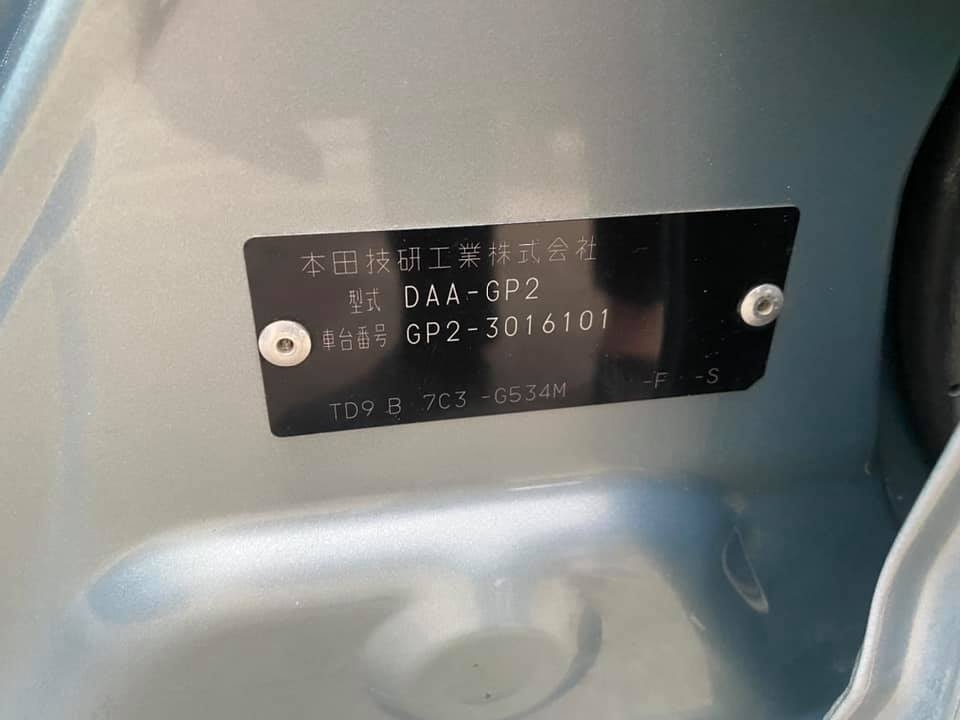 本田技研工業株式会社
型式 DAA-GP2
車台番号 GP2-3016101
TD9 B 7C3 -G534M -F -S